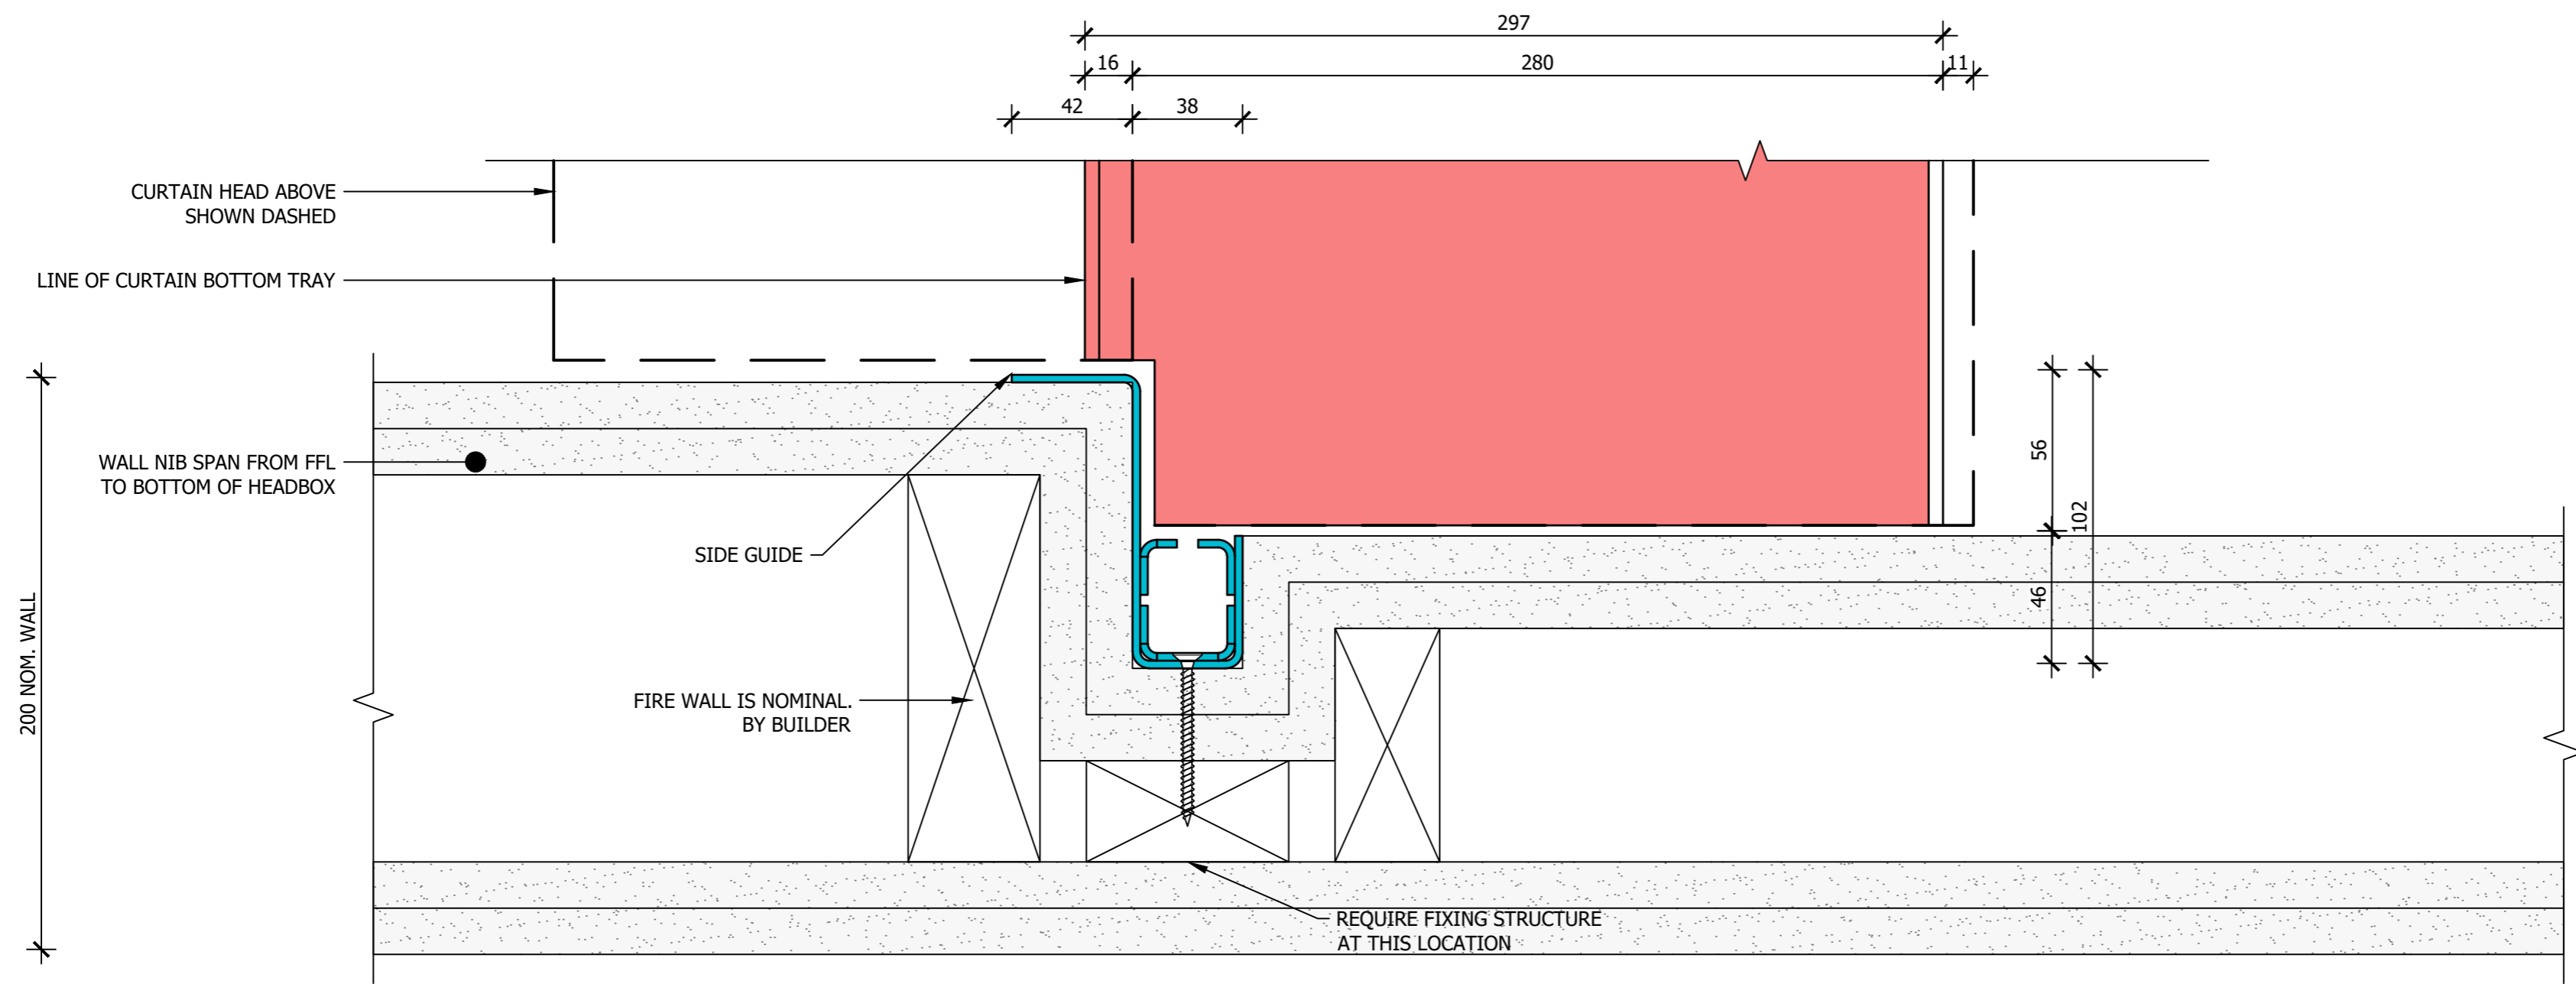 297
16
280
11
42
38
CURTAIN HEAD ABOVE
SHOWN DASHED
LINE OF CURTAIN BOTTOM TRAY
WALL NIB SPAN FROM FFL
TO BOTTOM OF HEADBOX
SIDE GUIDE
56
102
46
200 NOM. WALL
FIRE WALL IS NOMINAL.
BY BUILDER
REQUIRE FIXING STRUCTURE
AT THIS LOCATION